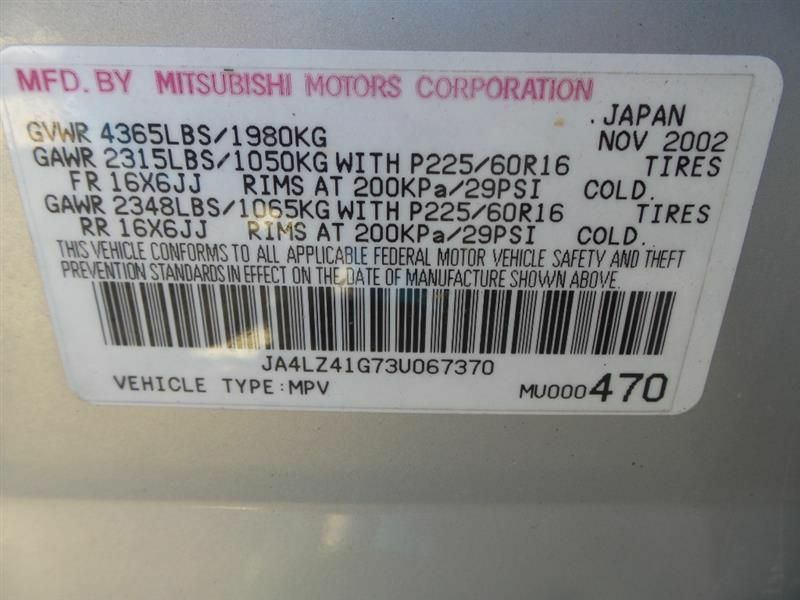 MFD. BY MITSUBISHI MOTORS CORPORATION
JAPAN
GVWR 4365LBS/1980KG NOV 2002
GAWR 2315LBS/1050KG WITH P225/60R16 TIRES
FR 16X6JJ RIMS AT 200KPa/29PSI COLD.
GAWR 2348LBS/1065KG WITH P225/60R16 TIRES
RR 16X6JJ RIMS AT 200KPa/29PSI COLD.
THIS VEHICLE CONFORMS TO ALL APPLICABLE FEDERAL MOTOR VEHICLE SAFETY AND THEFT
PREVENTION STANDARDS IN EFFECT ON THE DATE OF MANUFACTURE SHOWN ABOVE.
JA4LZ41G73U067370
VEHICLE TYPE:MPV MU000470